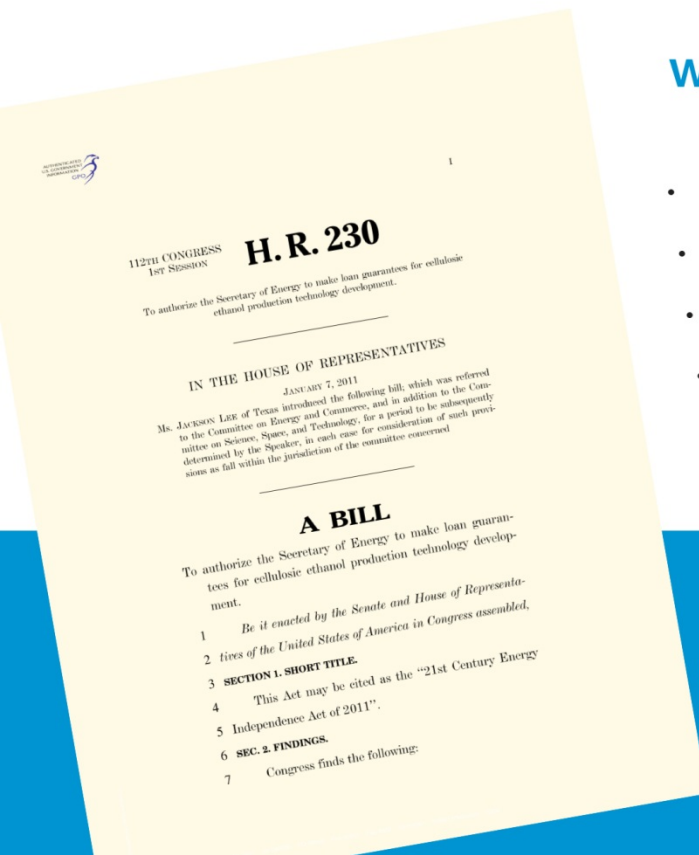 W
AUTHENTICATED
U.S. GOVERNMENT
INFORMATION
GPO
I
112TH CONGRESS
1ST SESSION
H. R. 230
To authorize the Secretary of Energy to make loan guarantees for cellulosic
ethanol production technology development.
IN THE HOUSE OF REPRESENTATIVES
JANUARY 7, 2011
Ms. JACKSON LEE of Texas introduced the following bill; which was referred
to the Committee on Energy and Commerce, and in addition to the Com-
mittee on Science, Space, and Technology, for a period to be subsequently
determined by the Speaker, in each case for consideration of such provi-
sions as fall within the jurisdiction of the committee concerned
A BILL
To authorize the Secretary of Energy to make loan guaran-
tees for cellulosic ethanol production technology develop-
ment.
1 Be it enacted by the Senate and House of Representa-
2 tives of the United States of America in Congress assembled,
3 SECTION 1. SHORT TITLE.
4 This Act may be cited as the “21st Century Energy
5 Independence Act of 2011”.
6 SEC. 2. FINDINGS.
7 Congress finds the following: